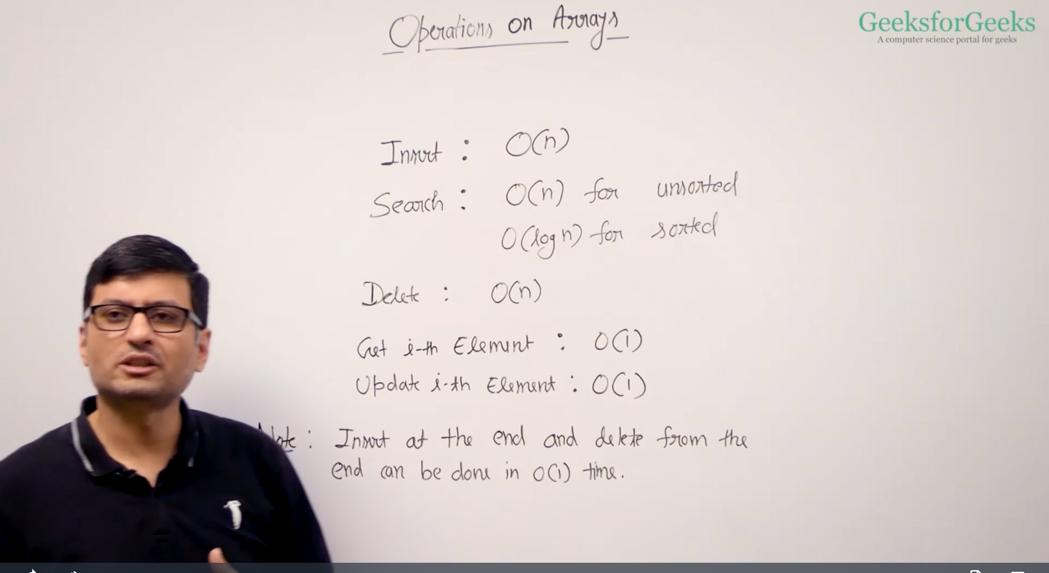 Operations on Arrays
GeeksforGeeks
A computer science portal for geeks
Insert : O(n)
Search : O(n) for unsorted
O(log n) for sorted
Delete : O(n)
Get i-th Element : O(1)
Update i-th Element : O(1)
Note : Insert at the end and delete from the
end can be done in O(1) time.